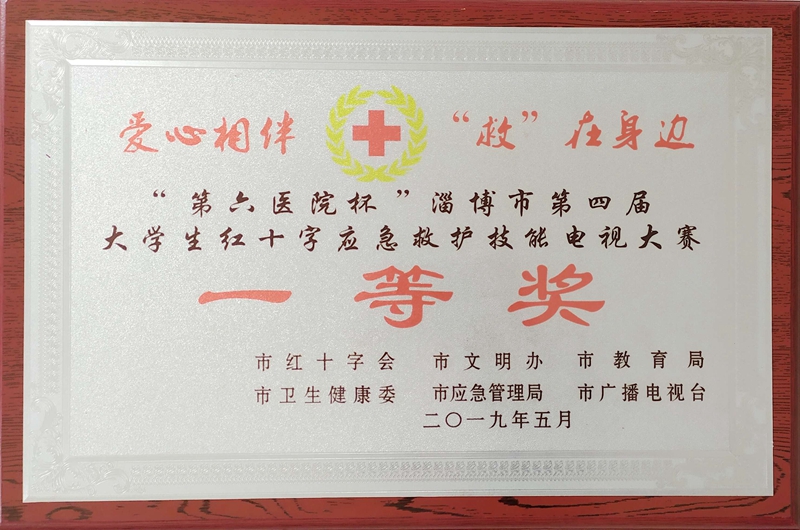 爱心相伴 “救”在身边
“第六医院杯”淄博市第四届
大学生红十字应急救护技能电视大赛
一等奖
市红十字会 市文明办 市教育局
市卫生健康委 市应急管理局 市广播电视台
二〇一九年五月